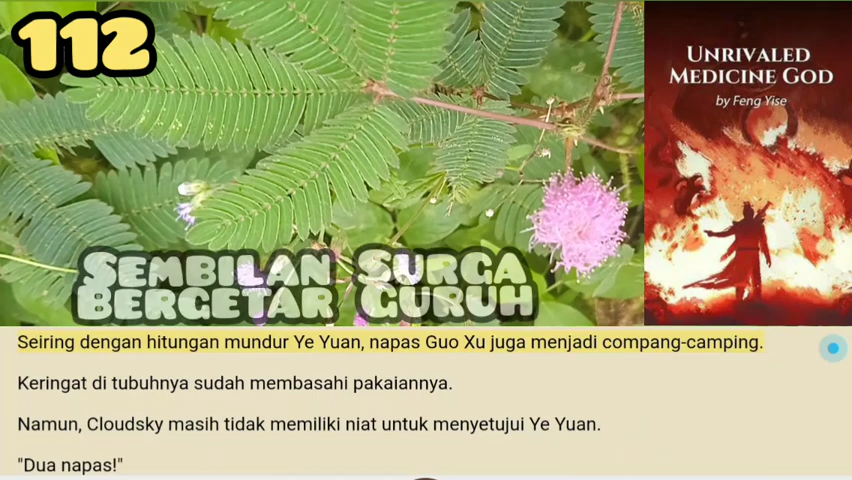 112
UNRIVALED
MEDICINE GOD
by Feng Yise
SEMBILAN SURGA
BERGETAR GURUH
Seiring dengan hitungan mundur Ye Yuan, napas Guo Xu juga menjadi compang-camping.
Keringat di tubuhnya sudah membasahi pakaiannya.
Namun, Cloudsky masih tidak memiliki niat untuk menyetujui Ye Yuan.
"Dua napas!"